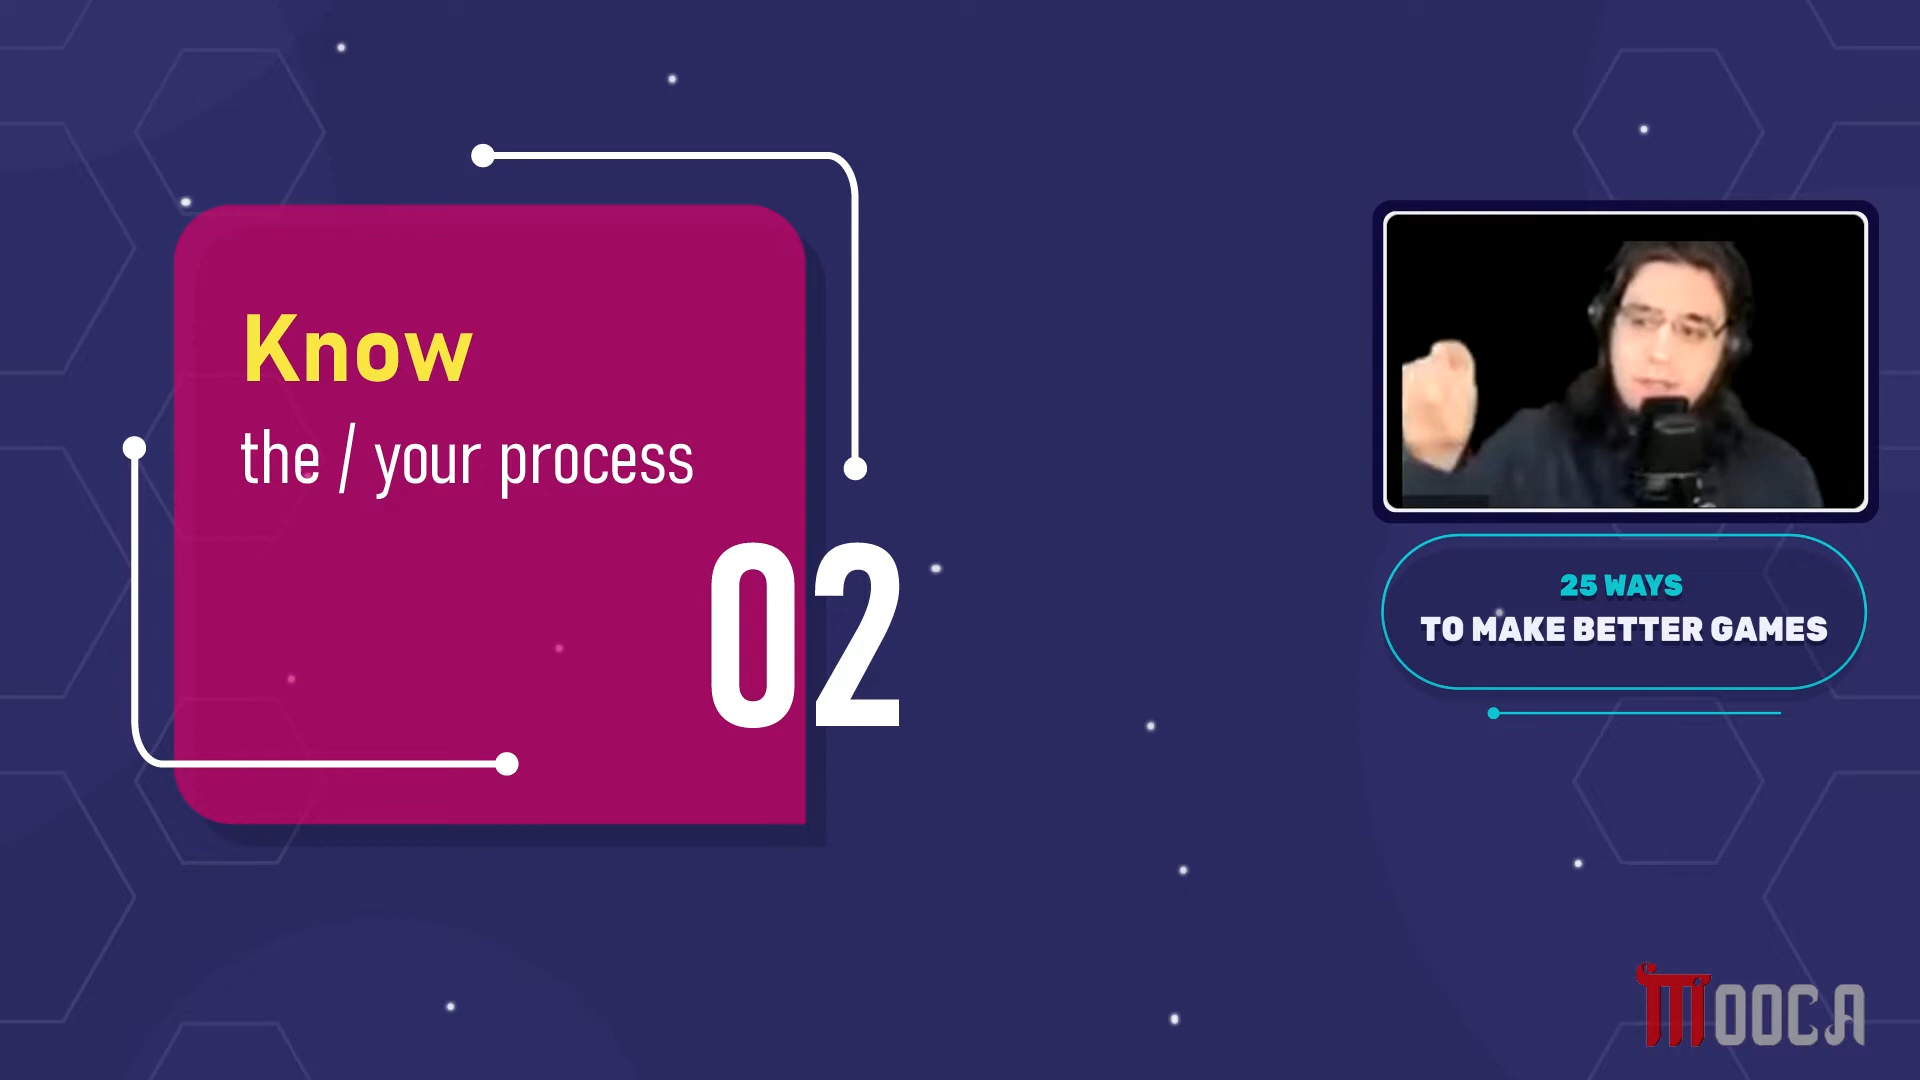 Know
the / your process
02
25 WAYS
TO MAKE BETTER GAMES
MOOCA